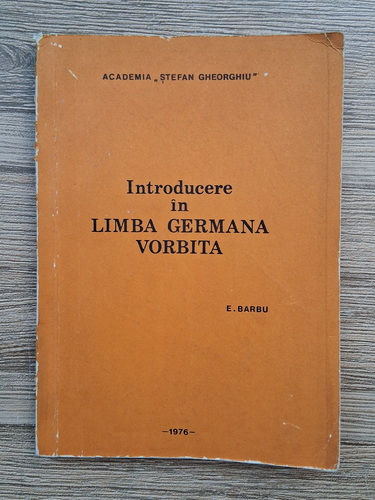 ACADEMIA „ŞTEFAN GHEORGHIU"
Introducere
în
LIMBA GERMANA
VORBITA
E. BARBU
—1976—